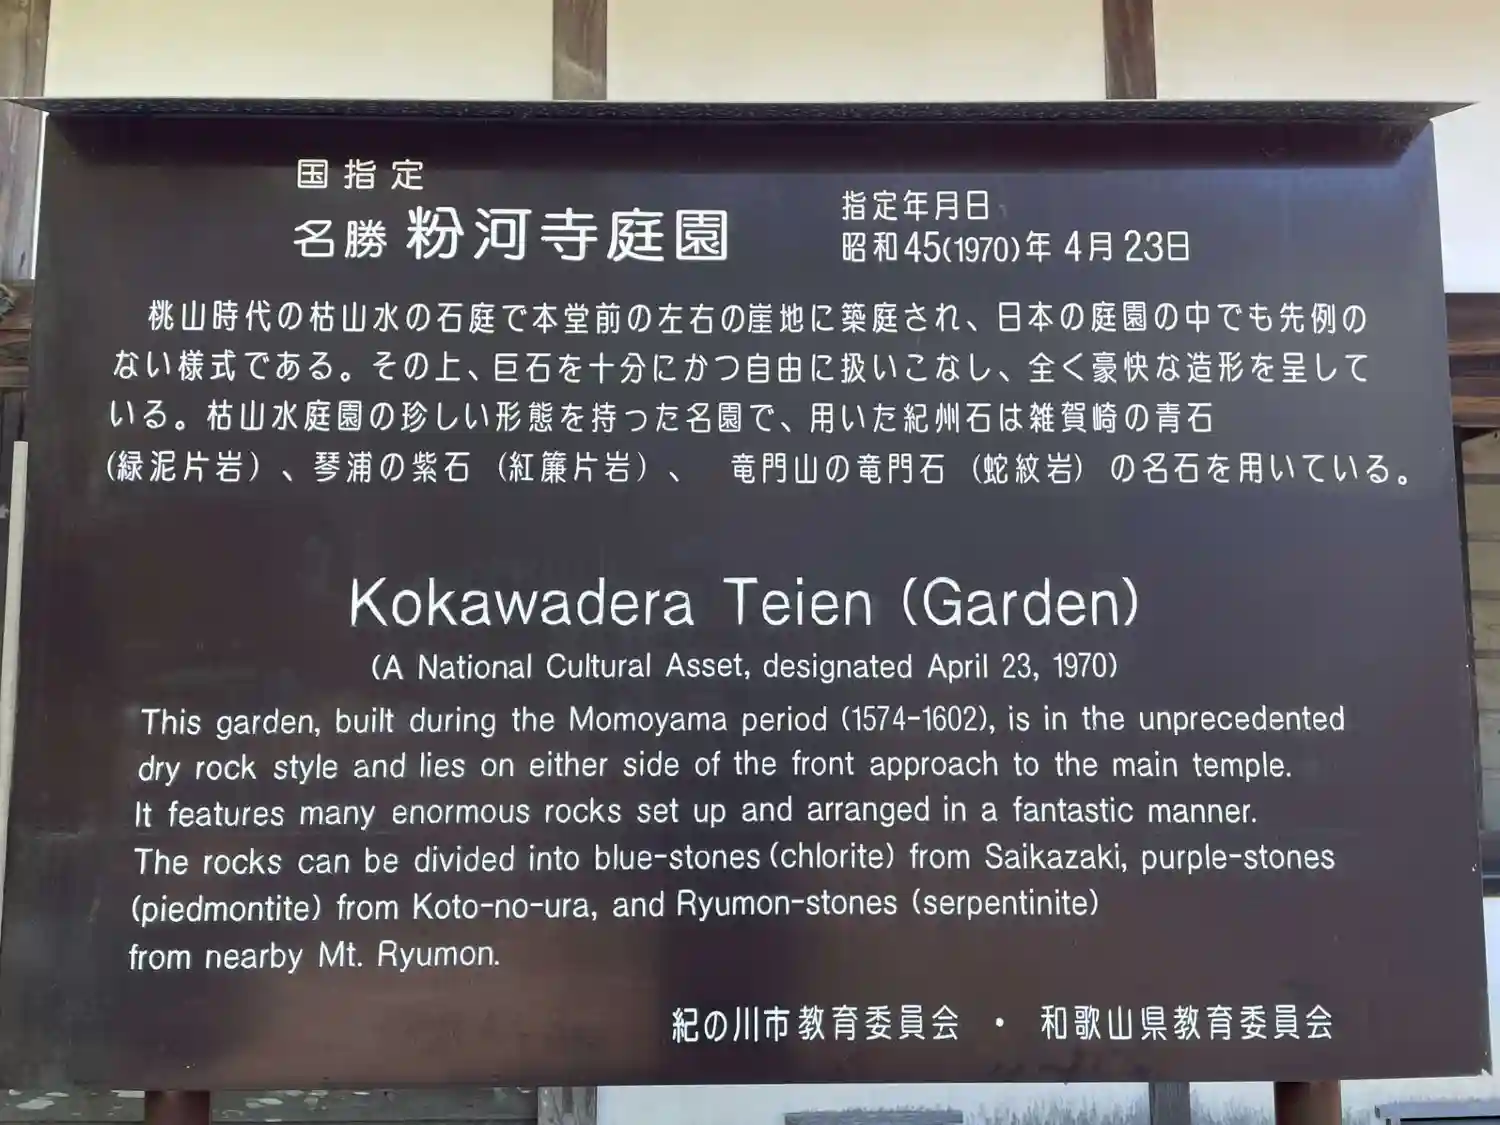 国指定
名勝 粉河寺庭園
指定年月日
昭和45(1970)年 4月 23日
桃山時代の枯山水の石庭で本堂前の左右の崖地に築庭され、日本の庭園の中でも先例の
ない様式である。その上、巨石を十分にかつ自由に扱いこなし、全く豪快な造形を呈して
いる。枯山水庭園の珍しい形態を持った名園で、用いた紀州石は雑賀崎の青石
(緑泥片岩)、琴浦の紫石(紅簾片岩)、 竜門山の竜門石(蛇紋岩)の名石を用いている。
Kokawadera Teien (Garden)
(A National Cultural Asset, designated April 23, 1970)
This garden, built during the Momoyama period (1574-1602), is in the unprecedented
dry rock style and lies on either side of the front approach to the main temple.
It features many enormous rocks set up and arranged in a fantastic manner.
The rocks can be divided into blue-stones (chlorite) from Saikazaki, purple-stones
(piedmontite) from Koto-no-ura, and Ryumon-stones (serpentinite)
from nearby Mt. Ryumon.
紀の川市教育委員会 ・ 和歌山県教育委員会